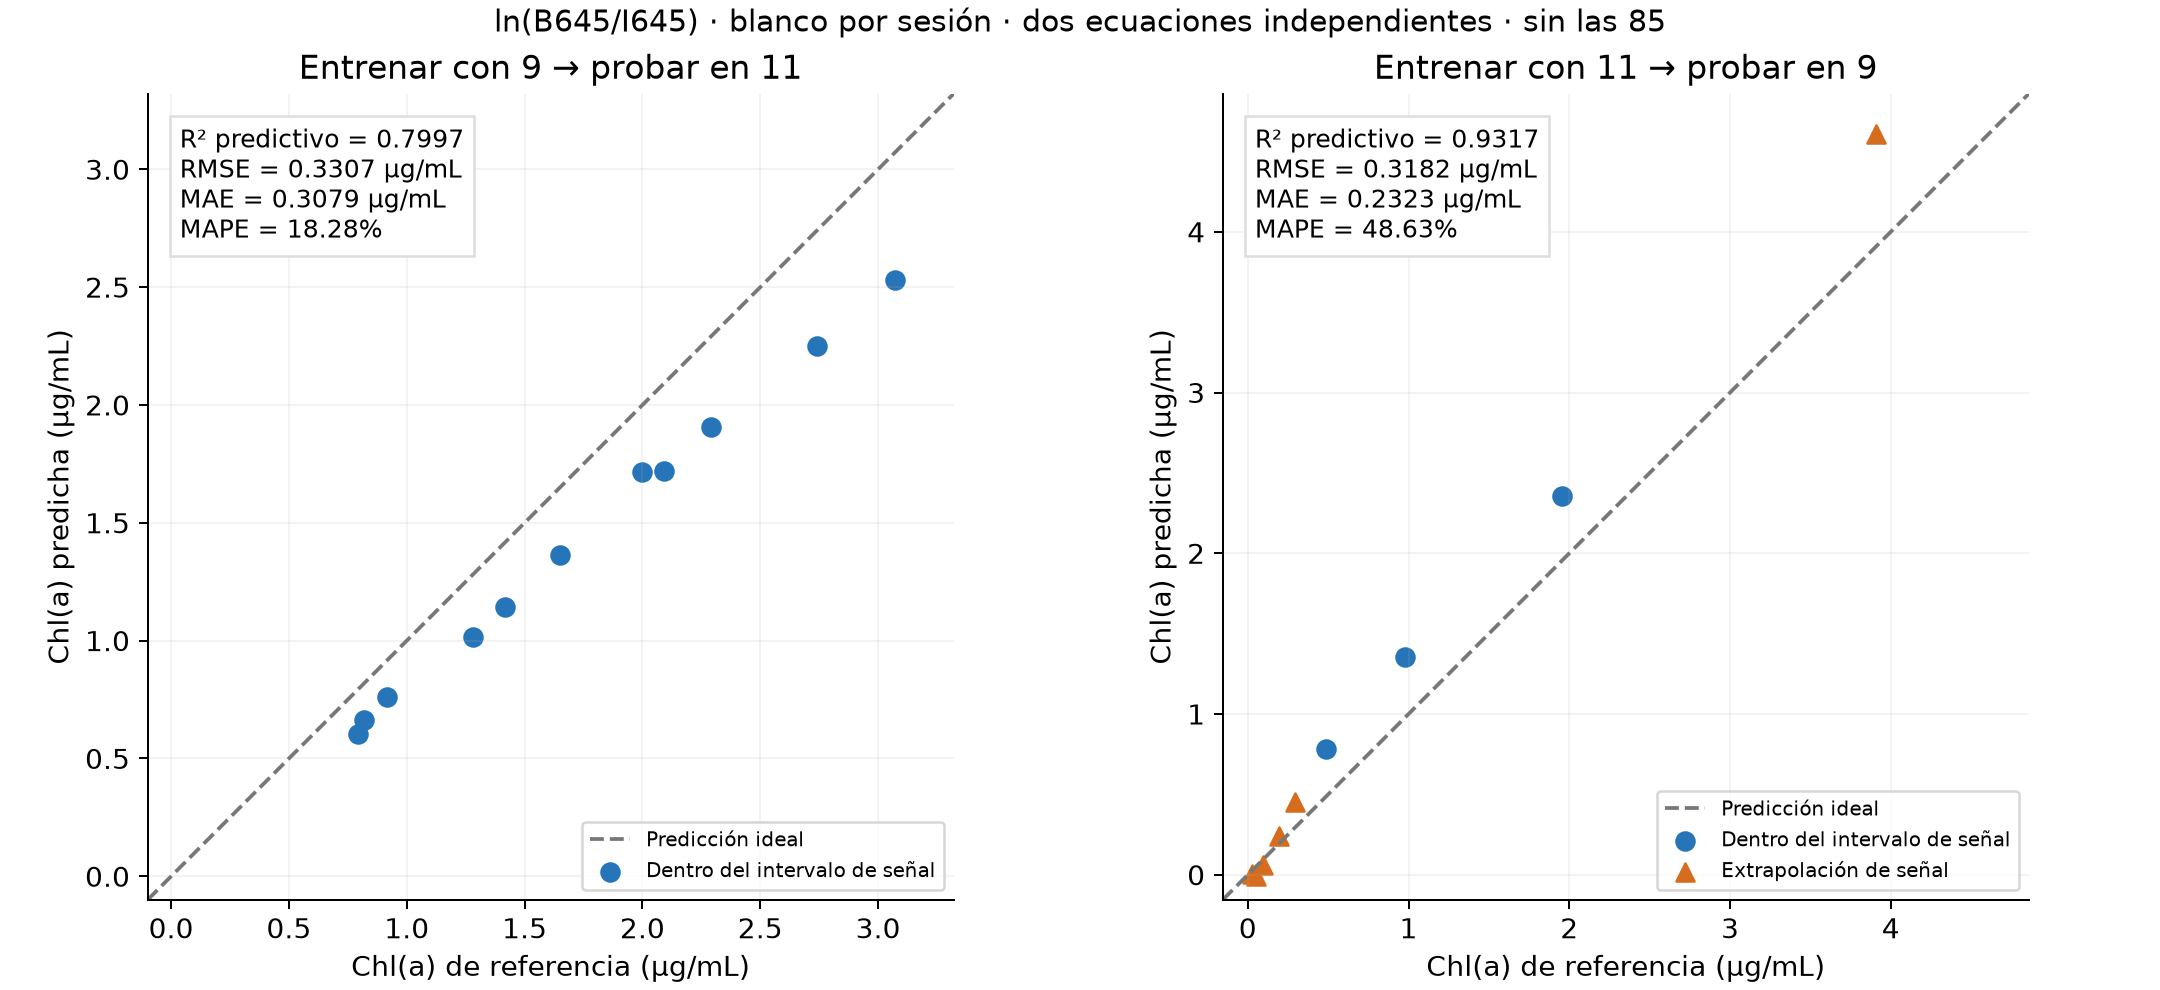 ln(B645/I645) · blanco por sesión · dos ecuaciones independientes · sin las 85
Entrenar con 9 → probar en 11
R² predictivo = 0.7997
RMSE = 0.3307 µg/mL
MAE = 0.3079 µg/mL
MAPE = 18.28%
3.0
2.5
2.0
1.5
1.0
0.5
0.0
Chl(a) predicha (µg/mL)
Predicción ideal
Dentro del intervalo de señal
0.0 0.5 1.0 1.5 2.0 2.5 3.0
Chl(a) de referencia (µg/mL)
Entrenar con 11 → probar en 9
R² predictivo = 0.9317
RMSE = 0.3182 µg/mL
MAE = 0.2323 µg/mL
MAPE = 48.63%
4
3
2
1
0
Chl(a) predicha (µg/mL)
Predicción ideal
Dentro del intervalo de señal
Extrapolación de señal
0 1 2 3 4
Chl(a) de referencia (µg/mL)